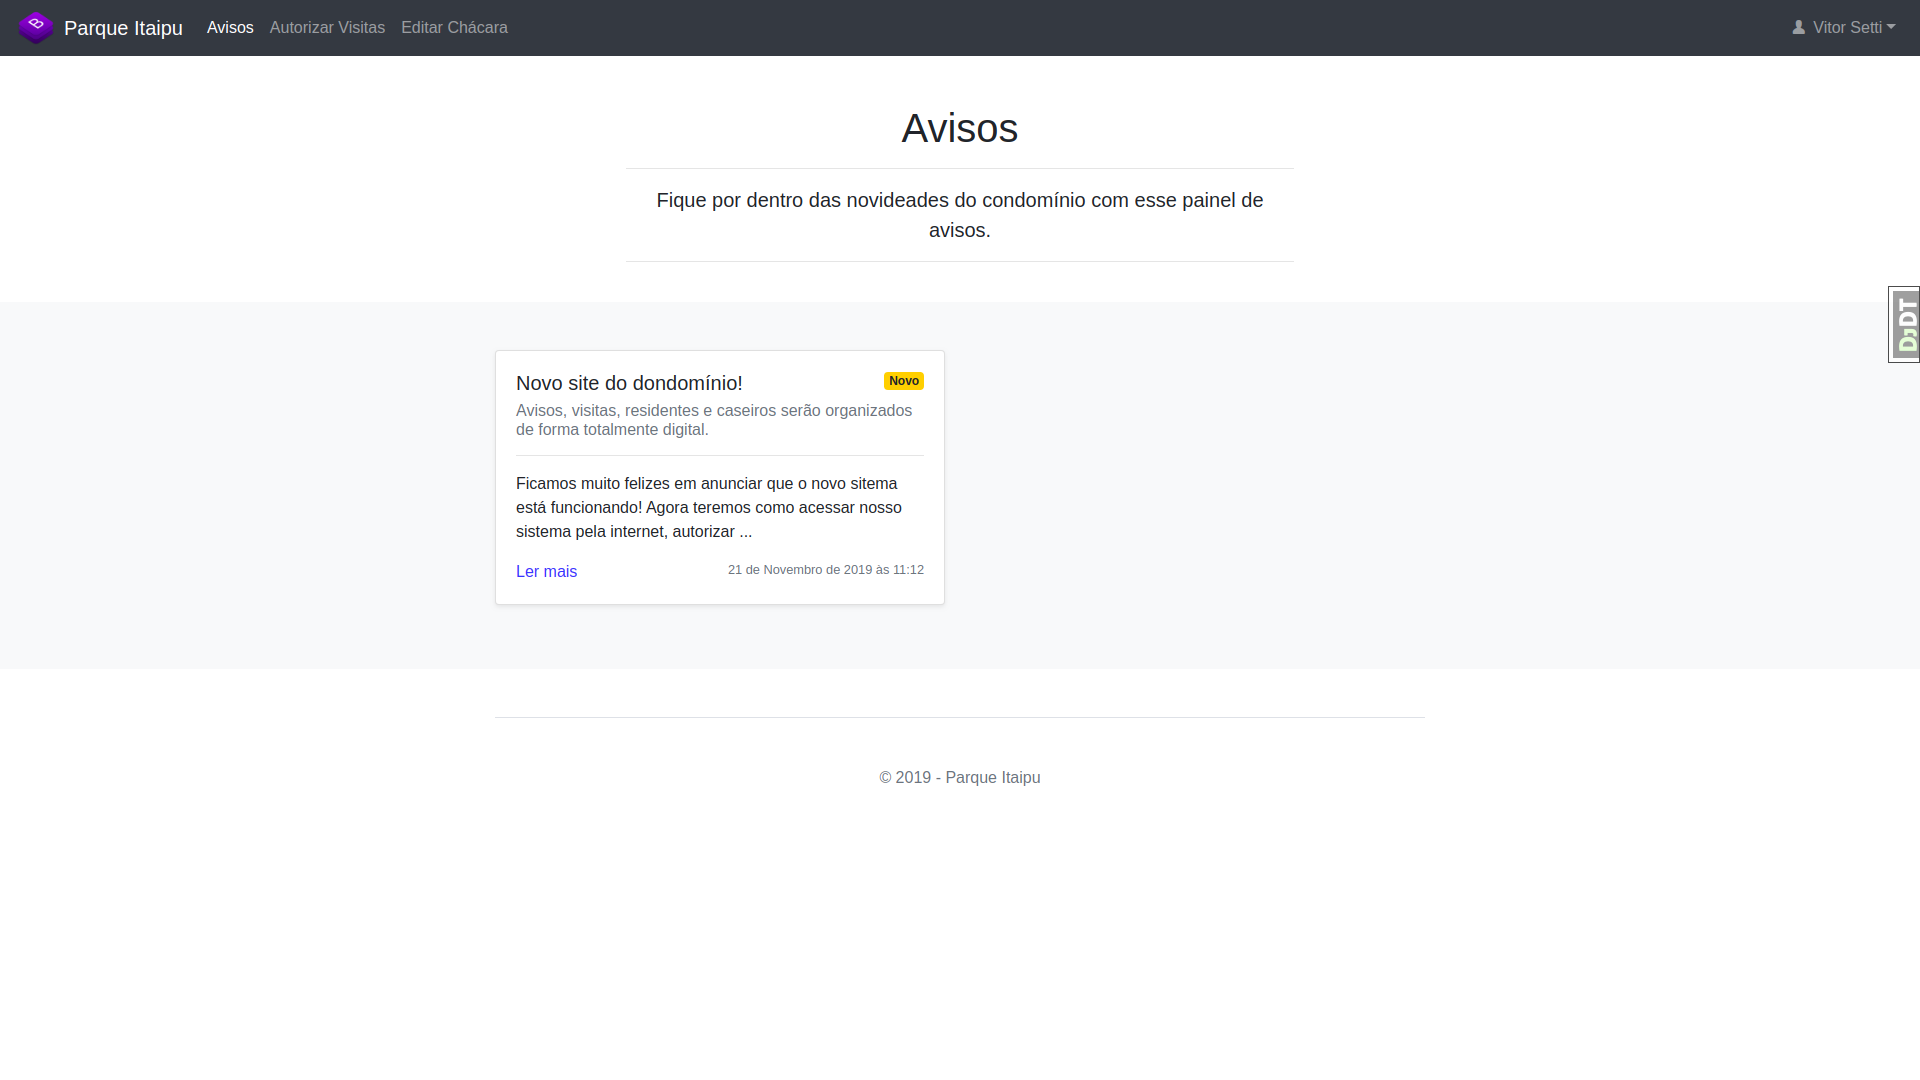 Parque Itaipu
Avisos
Autorizar Visitas
Editar Chácara
Vitor Setti
Avisos
Fique por dentro das novideades do condomínio com esse painel de
avisos.
DjDT
Novo site do dondomínio!
Novo
Avisos, visitas, residentes e caseiros serão organizados
de forma totalmente digital.
Ficamos muito felizes em anunciar que o novo sitema
está funcionando! Agora teremos como acessar nosso
sistema pela internet, autorizar ...
Ler mais
21 de Novembro de 2019 às 11:12
© 2019 - Parque Itaipu